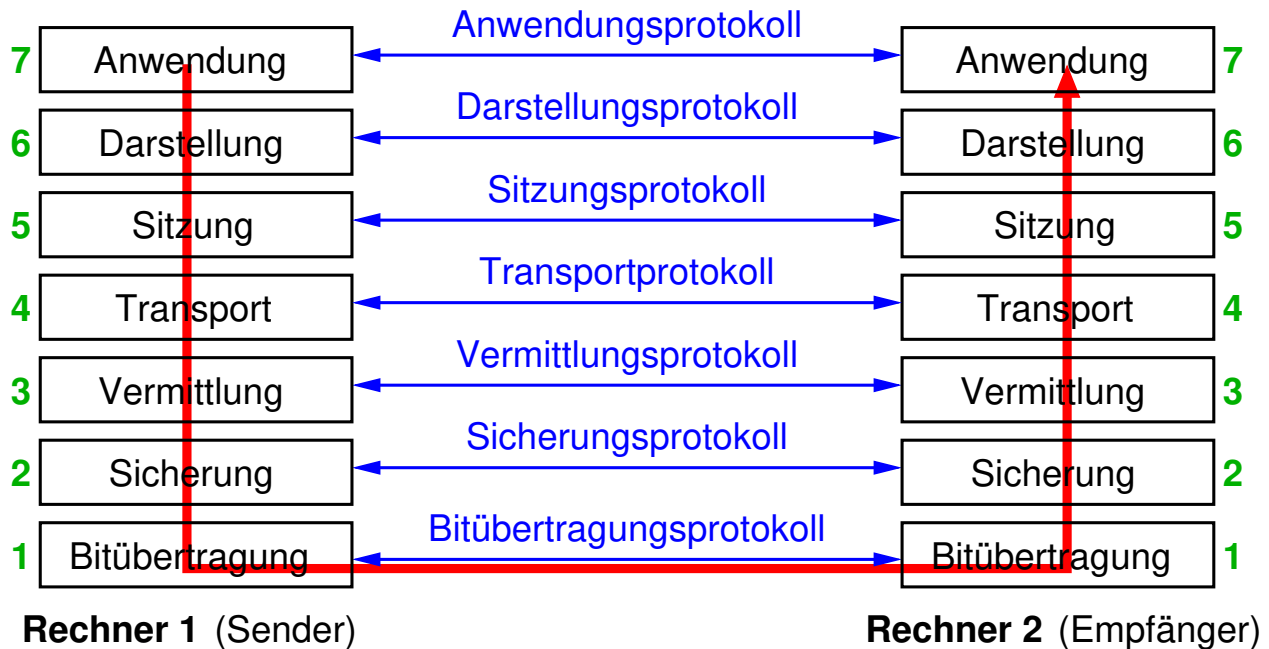 Anwendungsprotokoll
7 Anwendung Anwendung 7
Darstellungsprotokoll
6 Darstellung Darstellung 6
Sitzungsprotokoll
5 Sitzung Sitzung 5
Transportprotokoll
4 Transport Transport 4
Vermittlungsprotokoll
3 Vermittlung Vermittlung 3
Sicherungsprotokoll
2 Sicherung Sicherung 2
Bitübertragungsprotokoll
1 Bitübertragung Bitübertragung 1
Rechner 1 (Sender) Rechner 2 (Empfänger)